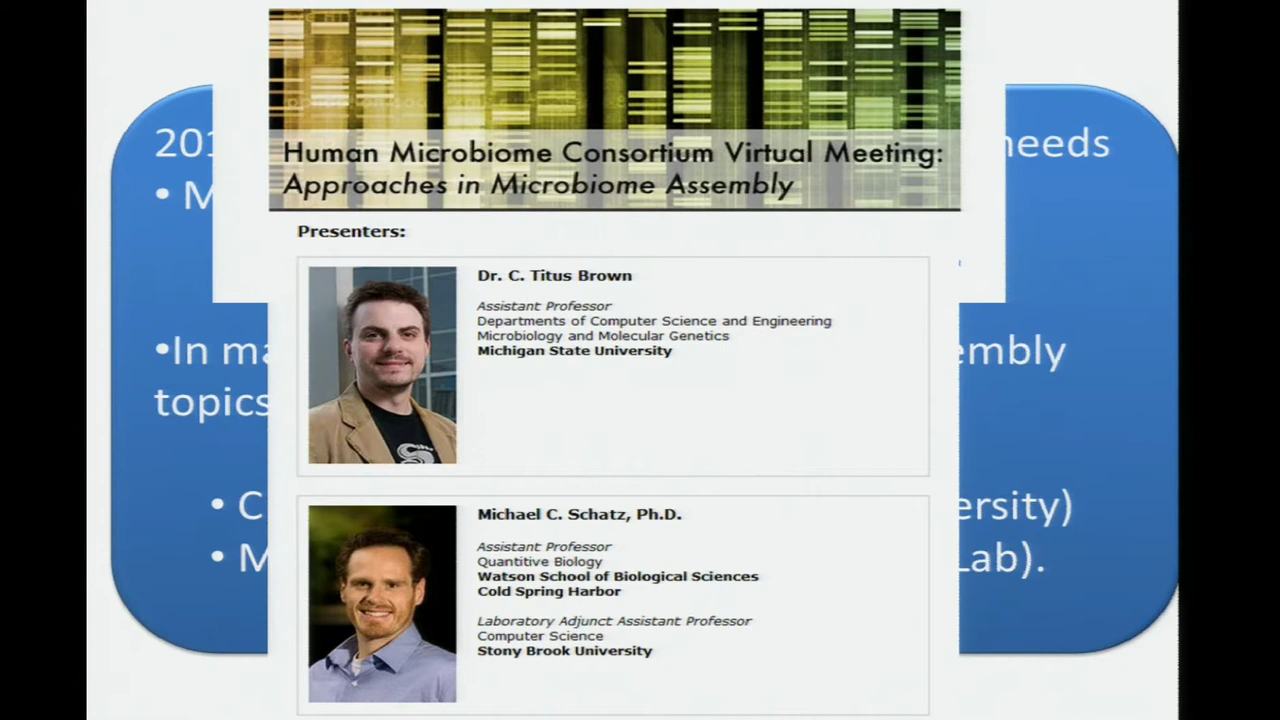 201
needs
• M
Human Microbiome Consortium Virtual Meeting:
Approaches in Microbiome Assembly
Presenters:
Dr. C. Titus Brown
Assistant Professor
Departments of Computer Science and Engineering
Microbiology and Molecular Genetics
Michigan State University
•In ma
embly
topics
• C
ersity)
• M
Lab).
Michael C. Schatz, Ph.D.
Assistant Professor
Quantitive Biology
Watson School of Biological Sciences
Cold Spring Harbor
Laboratory Adjunct Assistant Professor
Computer Science
Stony Brook University